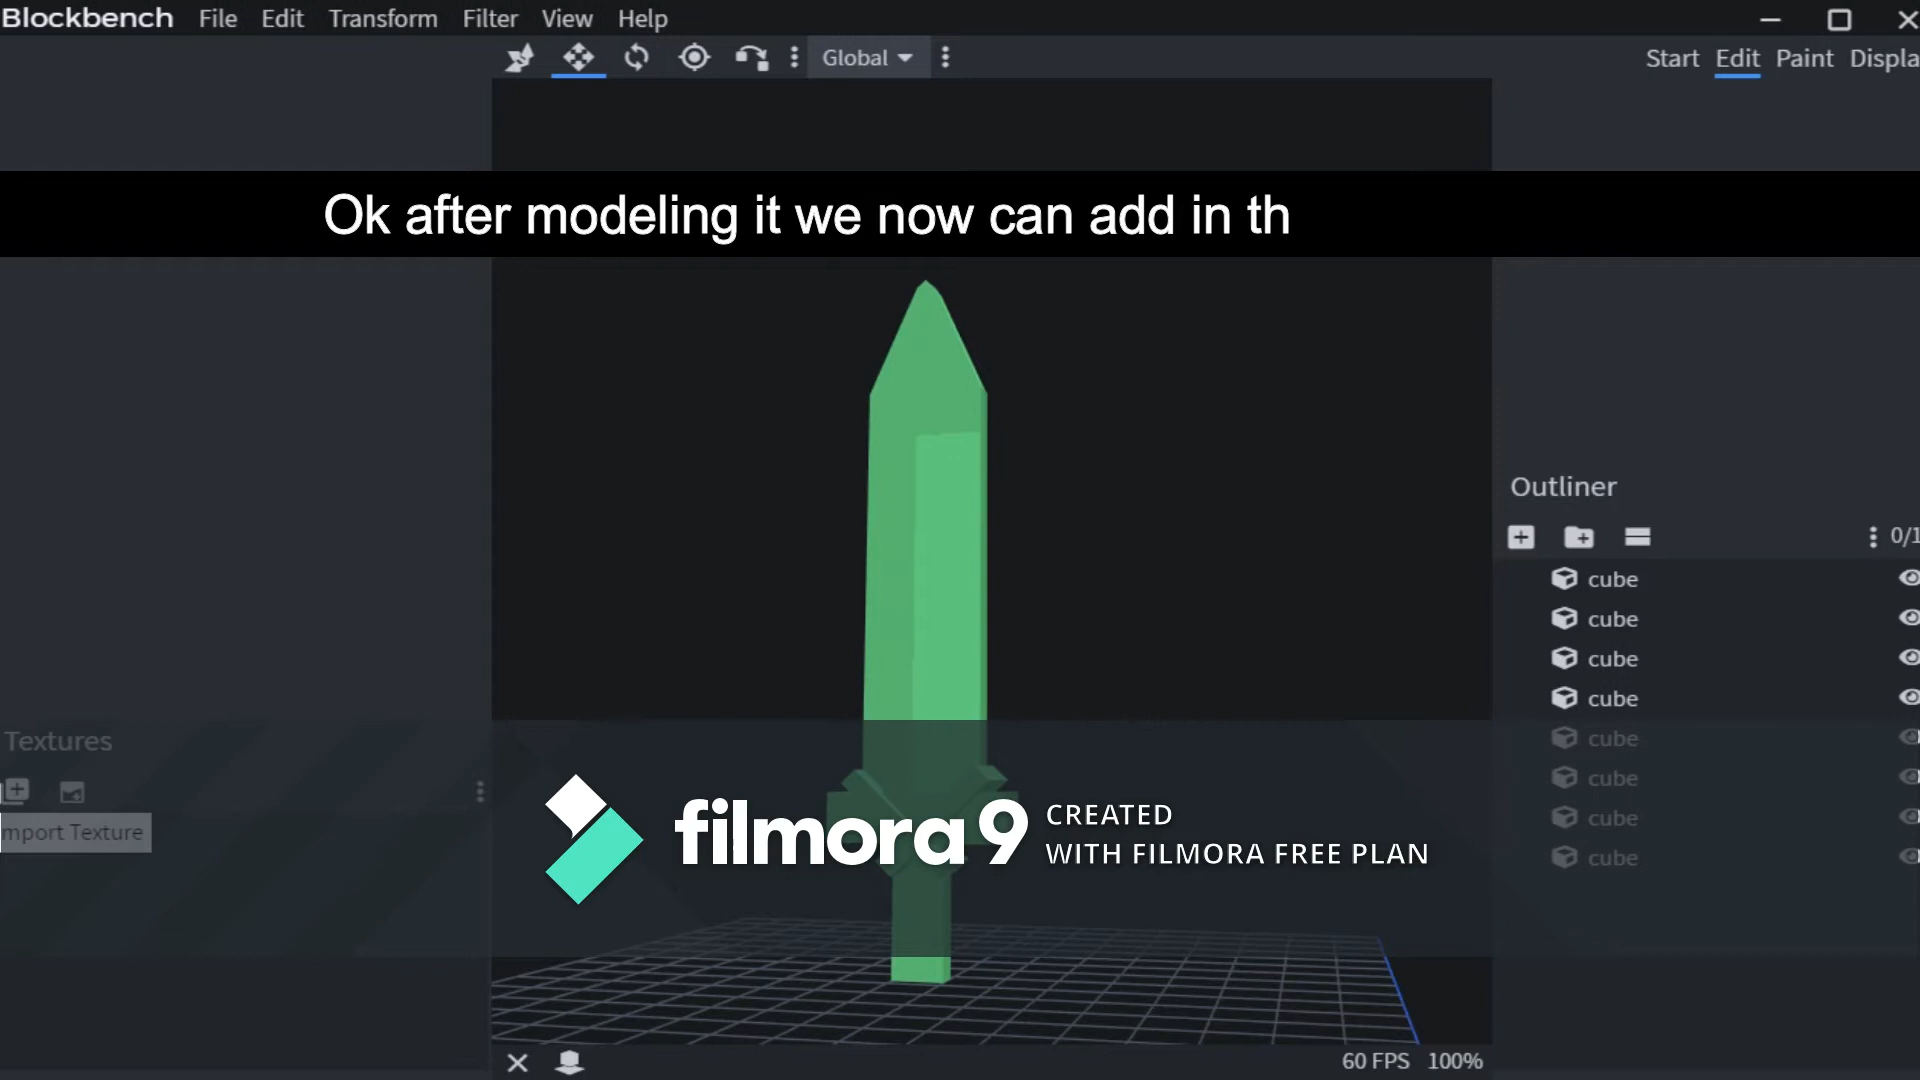 Blockbench File Edit Transform Filter View Help
Global
Start Edit Paint Displa
Ok after modeling it we now can add in th
Outliner
0/1
cube
cube
cube
cube
cube
cube
cube
cube
Textures
mport Texture
filmora9
CREATED
WITH FILMORA FREE PLAN
60 FPS 100%